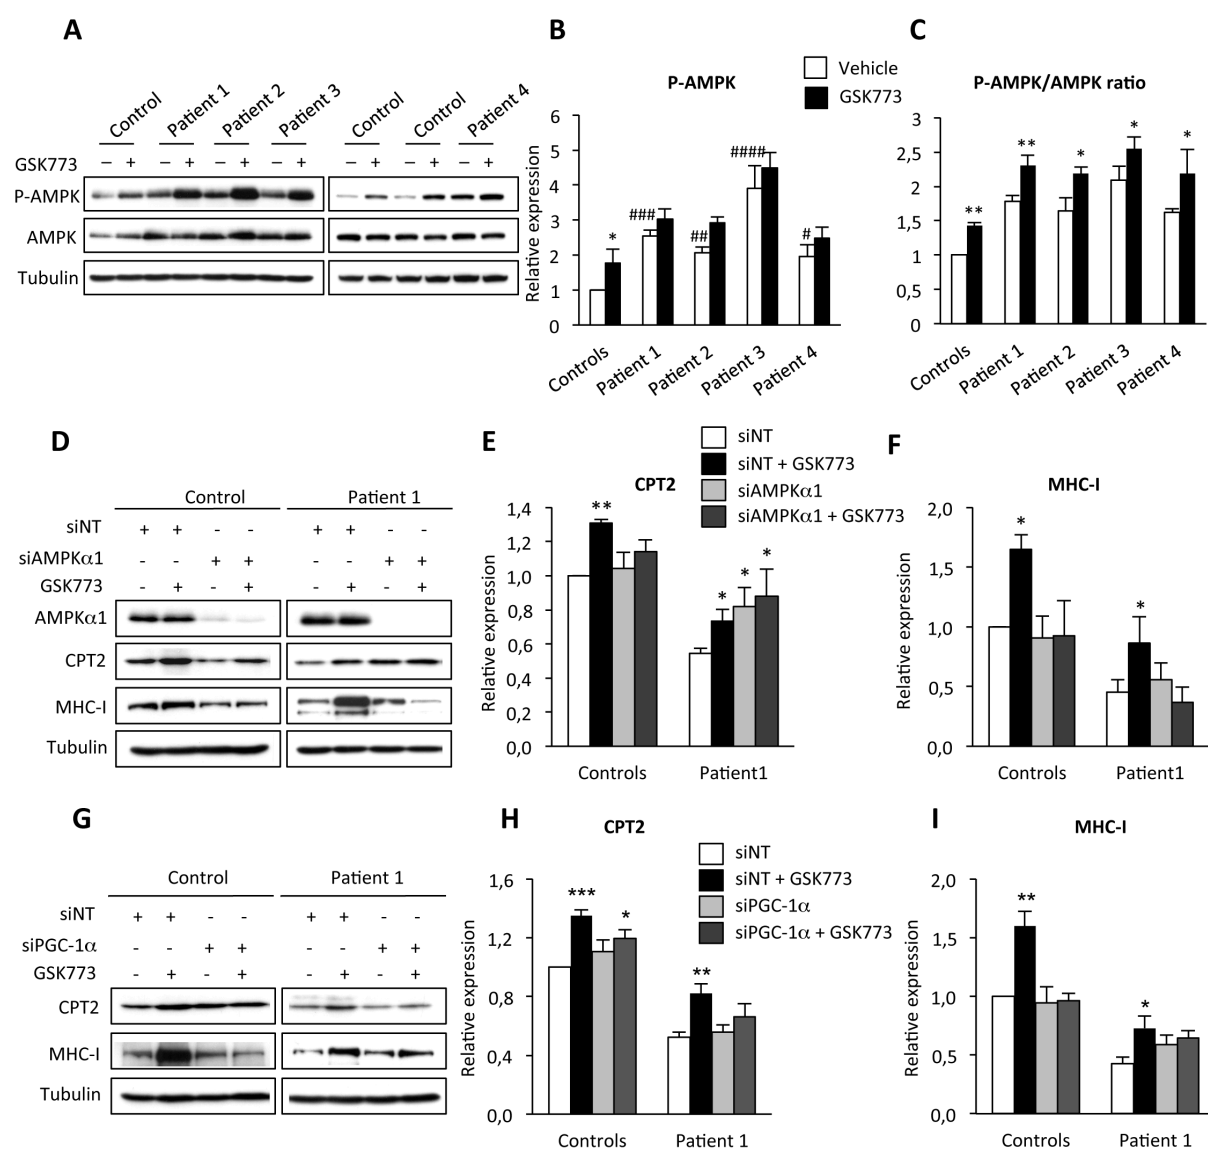 A
Control
Patient 1
Patient 2
Patient 3
Control
Control
Patient 4
GSK773 – + – + – + – + – + – + – +
P-AMPK
AMPK
Tubulin
B
P-AMPK
Vehicle
GSK773
Relative expression
6
5
4
3
2
1
0
* ### ## #### #
Controls
Patient 1
Patient 2
Patient 3
Patient 4
C
P-AMPK/AMPK ratio
3
2,5
2
1,5
1
0,5
0
** ** * * *
Controls
Patient 1
Patient 2
Patient 3
Patient 4
D
Control Patient 1
siNT + + - - + + - -
siAMPKα1 - - + + - - + +
GSK773 - + - + - + - +
AMPKα1
CPT2
MHC-I
Tubulin
E
CPT2
siNT
siNT + GSK773
siAMPKα1
siAMPKα1 + GSK773
Relative expression
1,4
1,2
1,0
0,8
0,6
0,4
0,2
0,0
** * * *
Controls Patient1
F
MHC-I
Relative expression
2,0
1,5
1,0
0,5
0,0
* *
Controls Patient1
G
Control Patient 1
siNT + + - - + + - -
siPGC-1α - - + + - - + +
GSK773 - + - + - + - +
CPT2
MHC-I
Tubulin
H
CPT2
siNT
siNT + GSK773
siPGC-1α
siPGC-1α + GSK773
Relative expression
1,6
1,2
0,8
0,4
0,0
*** * **
Controls Patient 1
I
MHC-I
Relative expression
2,0
1,5
1,0
0,5
0,0
** *
Controls Patient 1